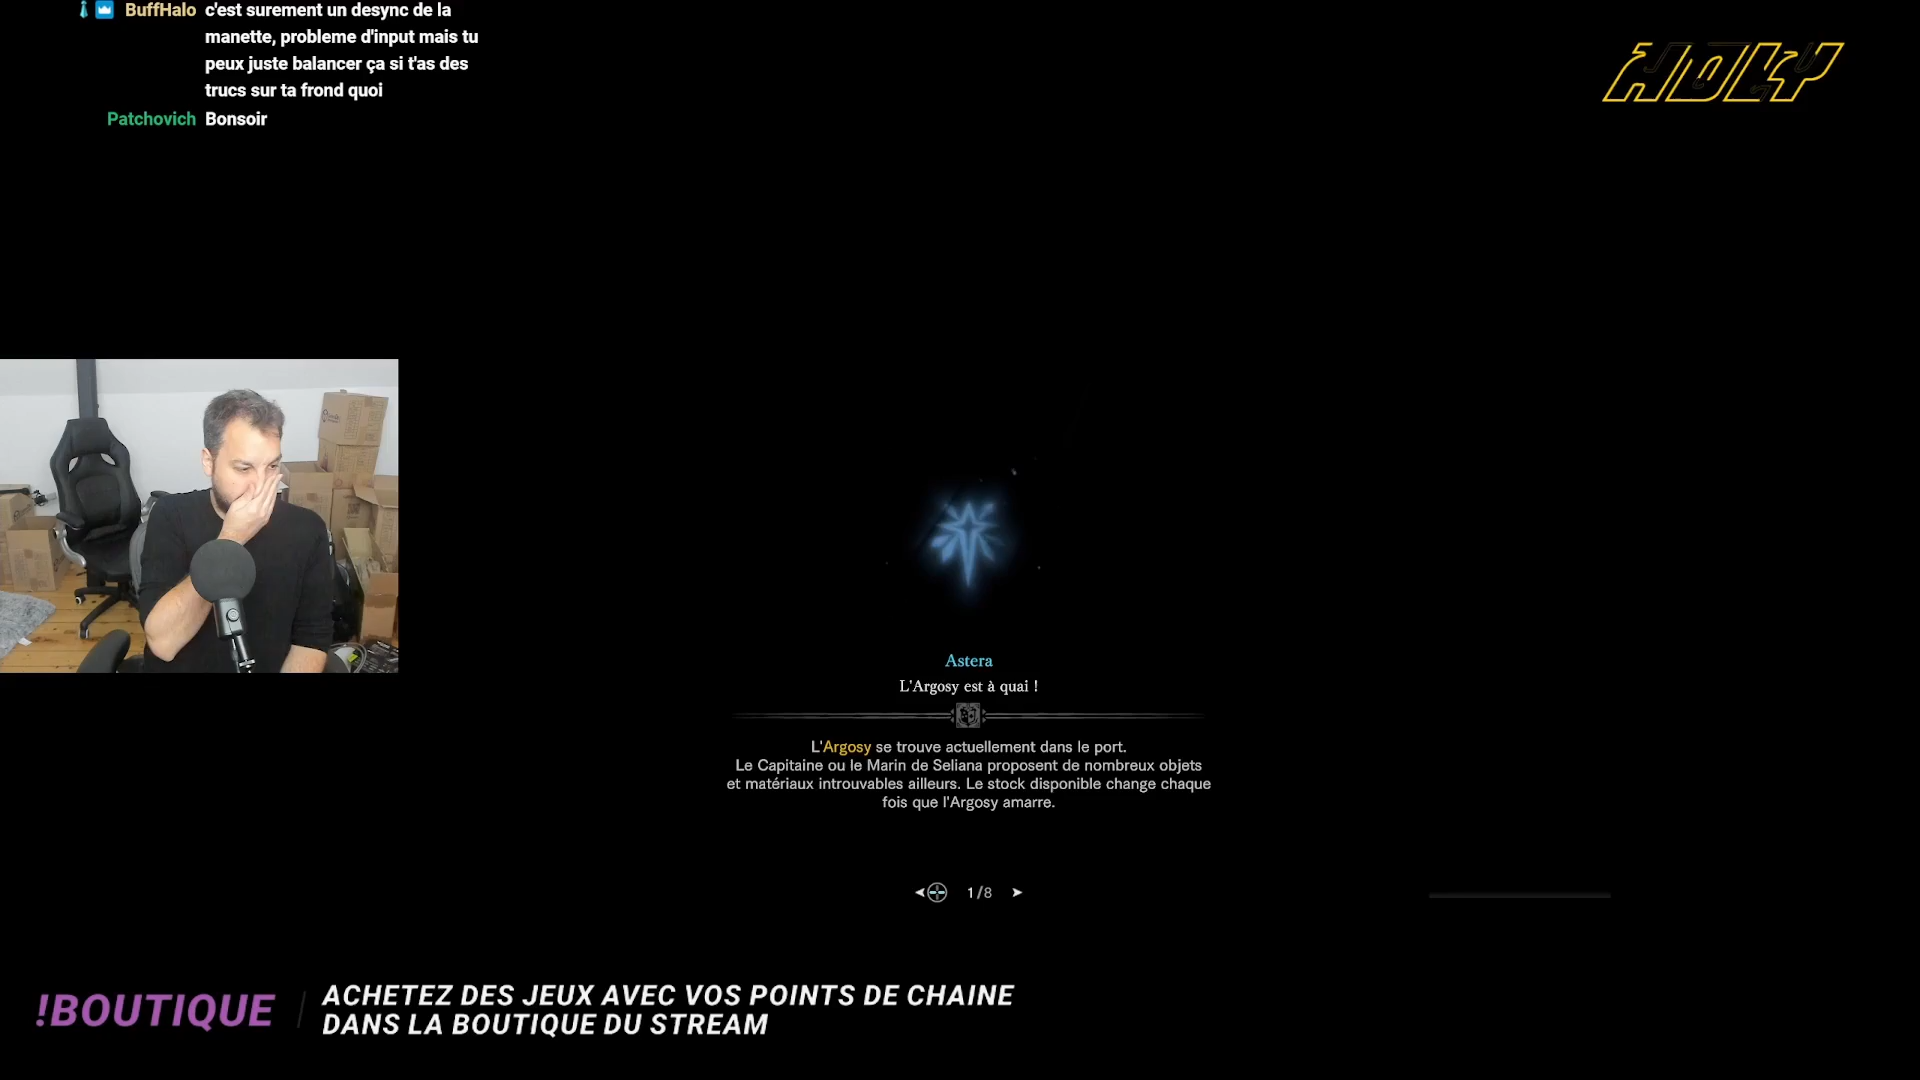 BuffHalo c'est surement un desync de la
manette, probleme d'input mais tu
peux juste balancer ça si t'as des
trucs sur ta frond quoi
Patchovich Bonsoir
HOLY
Astera
L'Argosy est à quai !
L'Argosy se trouve actuellement dans le port.
Le Capitaine ou le Marin de Seliana proposent de nombreux objets
et matériaux introuvables ailleurs. Le stock disponible change chaque
fois que l'Argosy amarre.
1/8
!BOUTIQUE
ACHETEZ DES JEUX AVEC VOS POINTS DE CHAINE
DANS LA BOUTIQUE DU STREAM